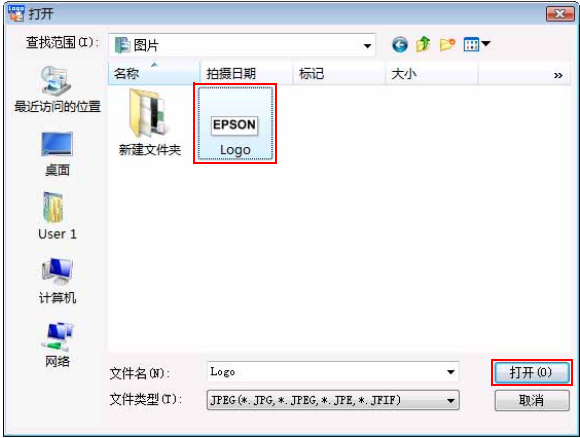 打开
查找范围(I):
图片
名称
拍摄日期
标记
大小
»
最近访问的位置
新建文件夹
EPSON
Logo
桌面
User 1
计算机
网络
文件名(N):
Logo
打开(O)
文件类型(T):
JPEG(*.JPG,*.JPEG,*.JPE,*.JFIF)
取消